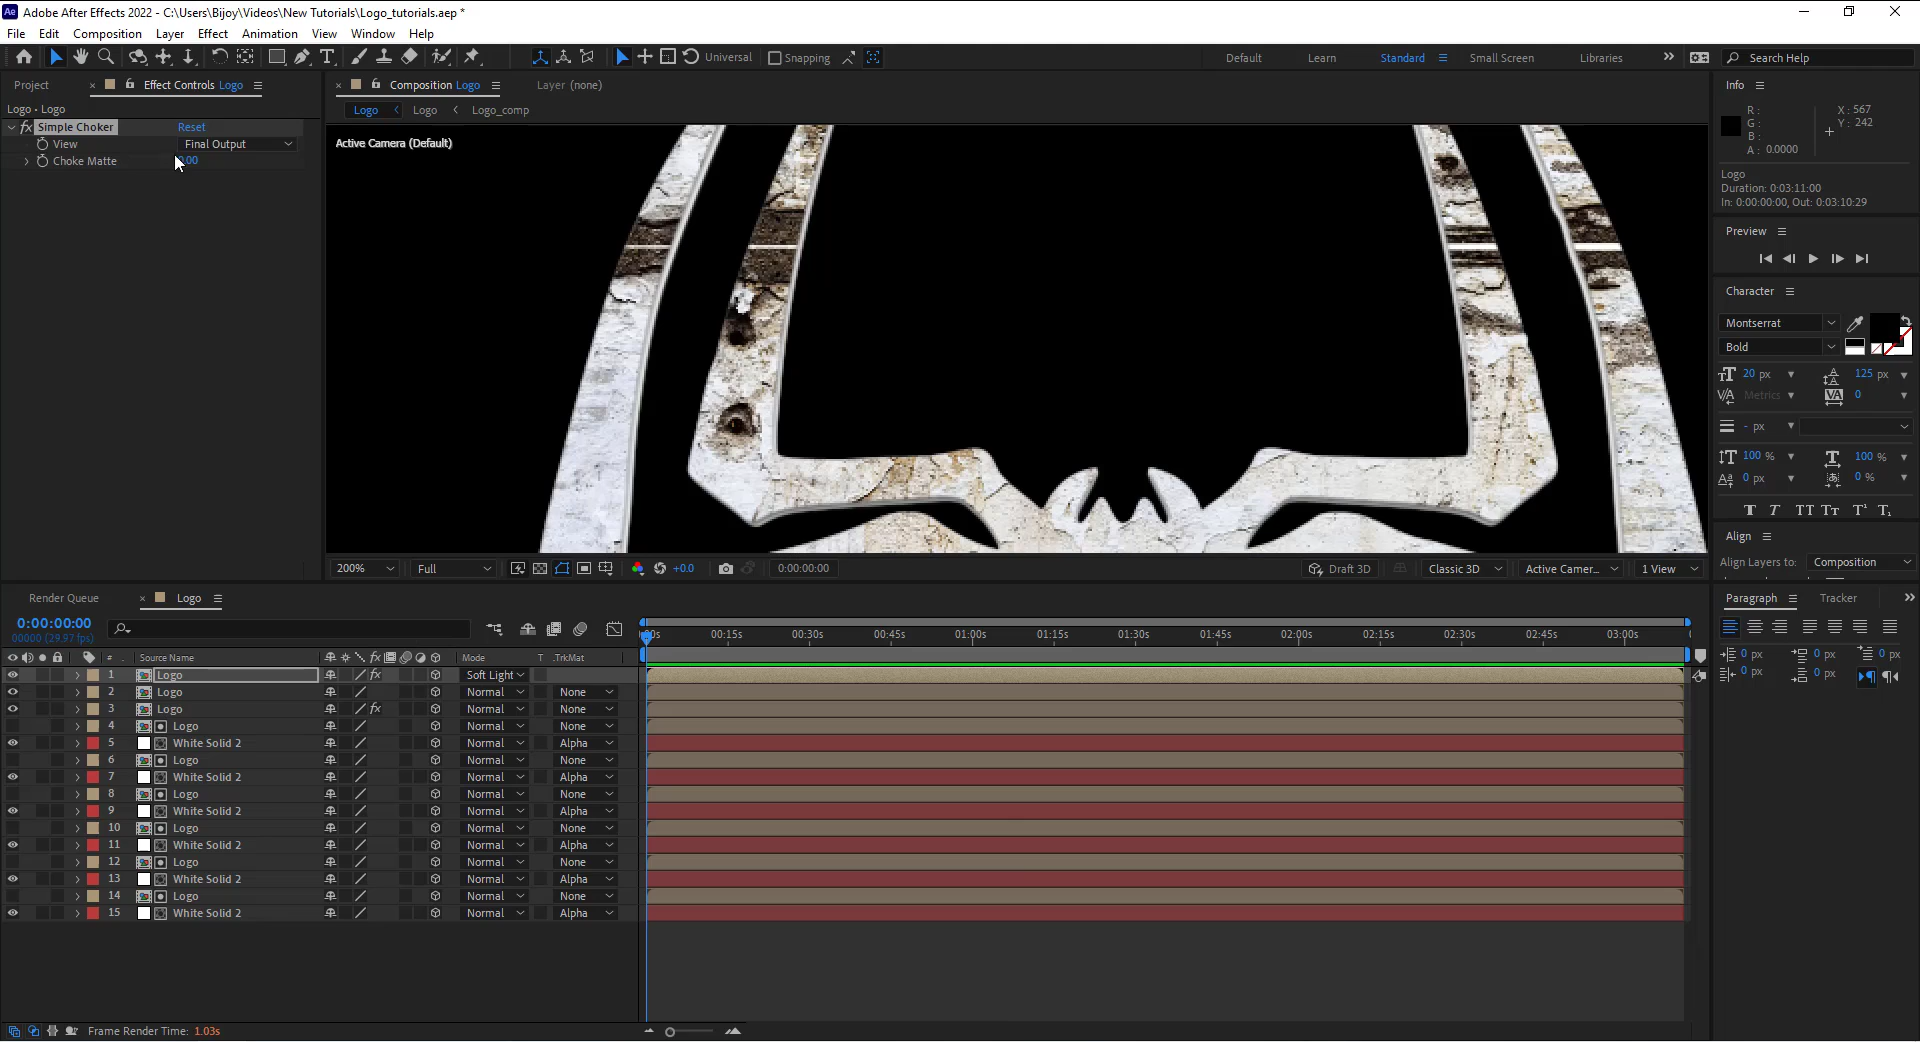 Adobe After Effects 2022 - C:\Users\Bijoy\Videos\New Tutorials\Logo_tutorials.aep *
File Edit Composition Layer Effect Animation View Window Help
Universal Snapping Default Learn Standard Small Screen Libraries Search Help
Project Effect Controls Logo Composition Logo Layer (none) Info
Logo • Logo
Logo Logo Logo_comp
Simple Choker Reset
View Final Output
Choke Matte
Active Camera (Default)
R: X: 567
G: Y: 242
B:
A: 0.0000
Logo
Duration: 0:03:11:00
In: 0:00:00:00, Out: 0:03:10:29
Preview
Character
Montserrat
Bold
20 px 125 px
Metrics 0
- px
100 % 100 %
0 px 0 %
Align
Align Layers to: Composition
200% Full +0.0 0:00:00:00 Draft 3D Classic 3D Active Camer... 1 View
Render Queue Logo
Paragraph Tracker
0:00:00:00
00000 (29.97 fps)
00:15s 00:30s 00:45s 01:00s 01:15s 01:30s 01:45s 02:00s 02:15s 02:30s 02:45s 03:00s
0 px 0 px 0 px
0 px 0 px
# Source Name Mode T .TrkMat
1 Logo Soft Light
2 Logo Normal None
3 Logo Normal None
4 Logo Normal None
5 White Solid 2 Normal Alpha
6 Logo Normal None
7 White Solid 2 Normal Alpha
8 Logo Normal None
9 White Solid 2 Normal Alpha
10 Logo Normal None
11 White Solid 2 Normal Alpha
12 Logo Normal None
13 White Solid 2 Normal Alpha
14 Logo Normal None
15 White Solid 2 Normal Alpha
Frame Render Time: 1.03s